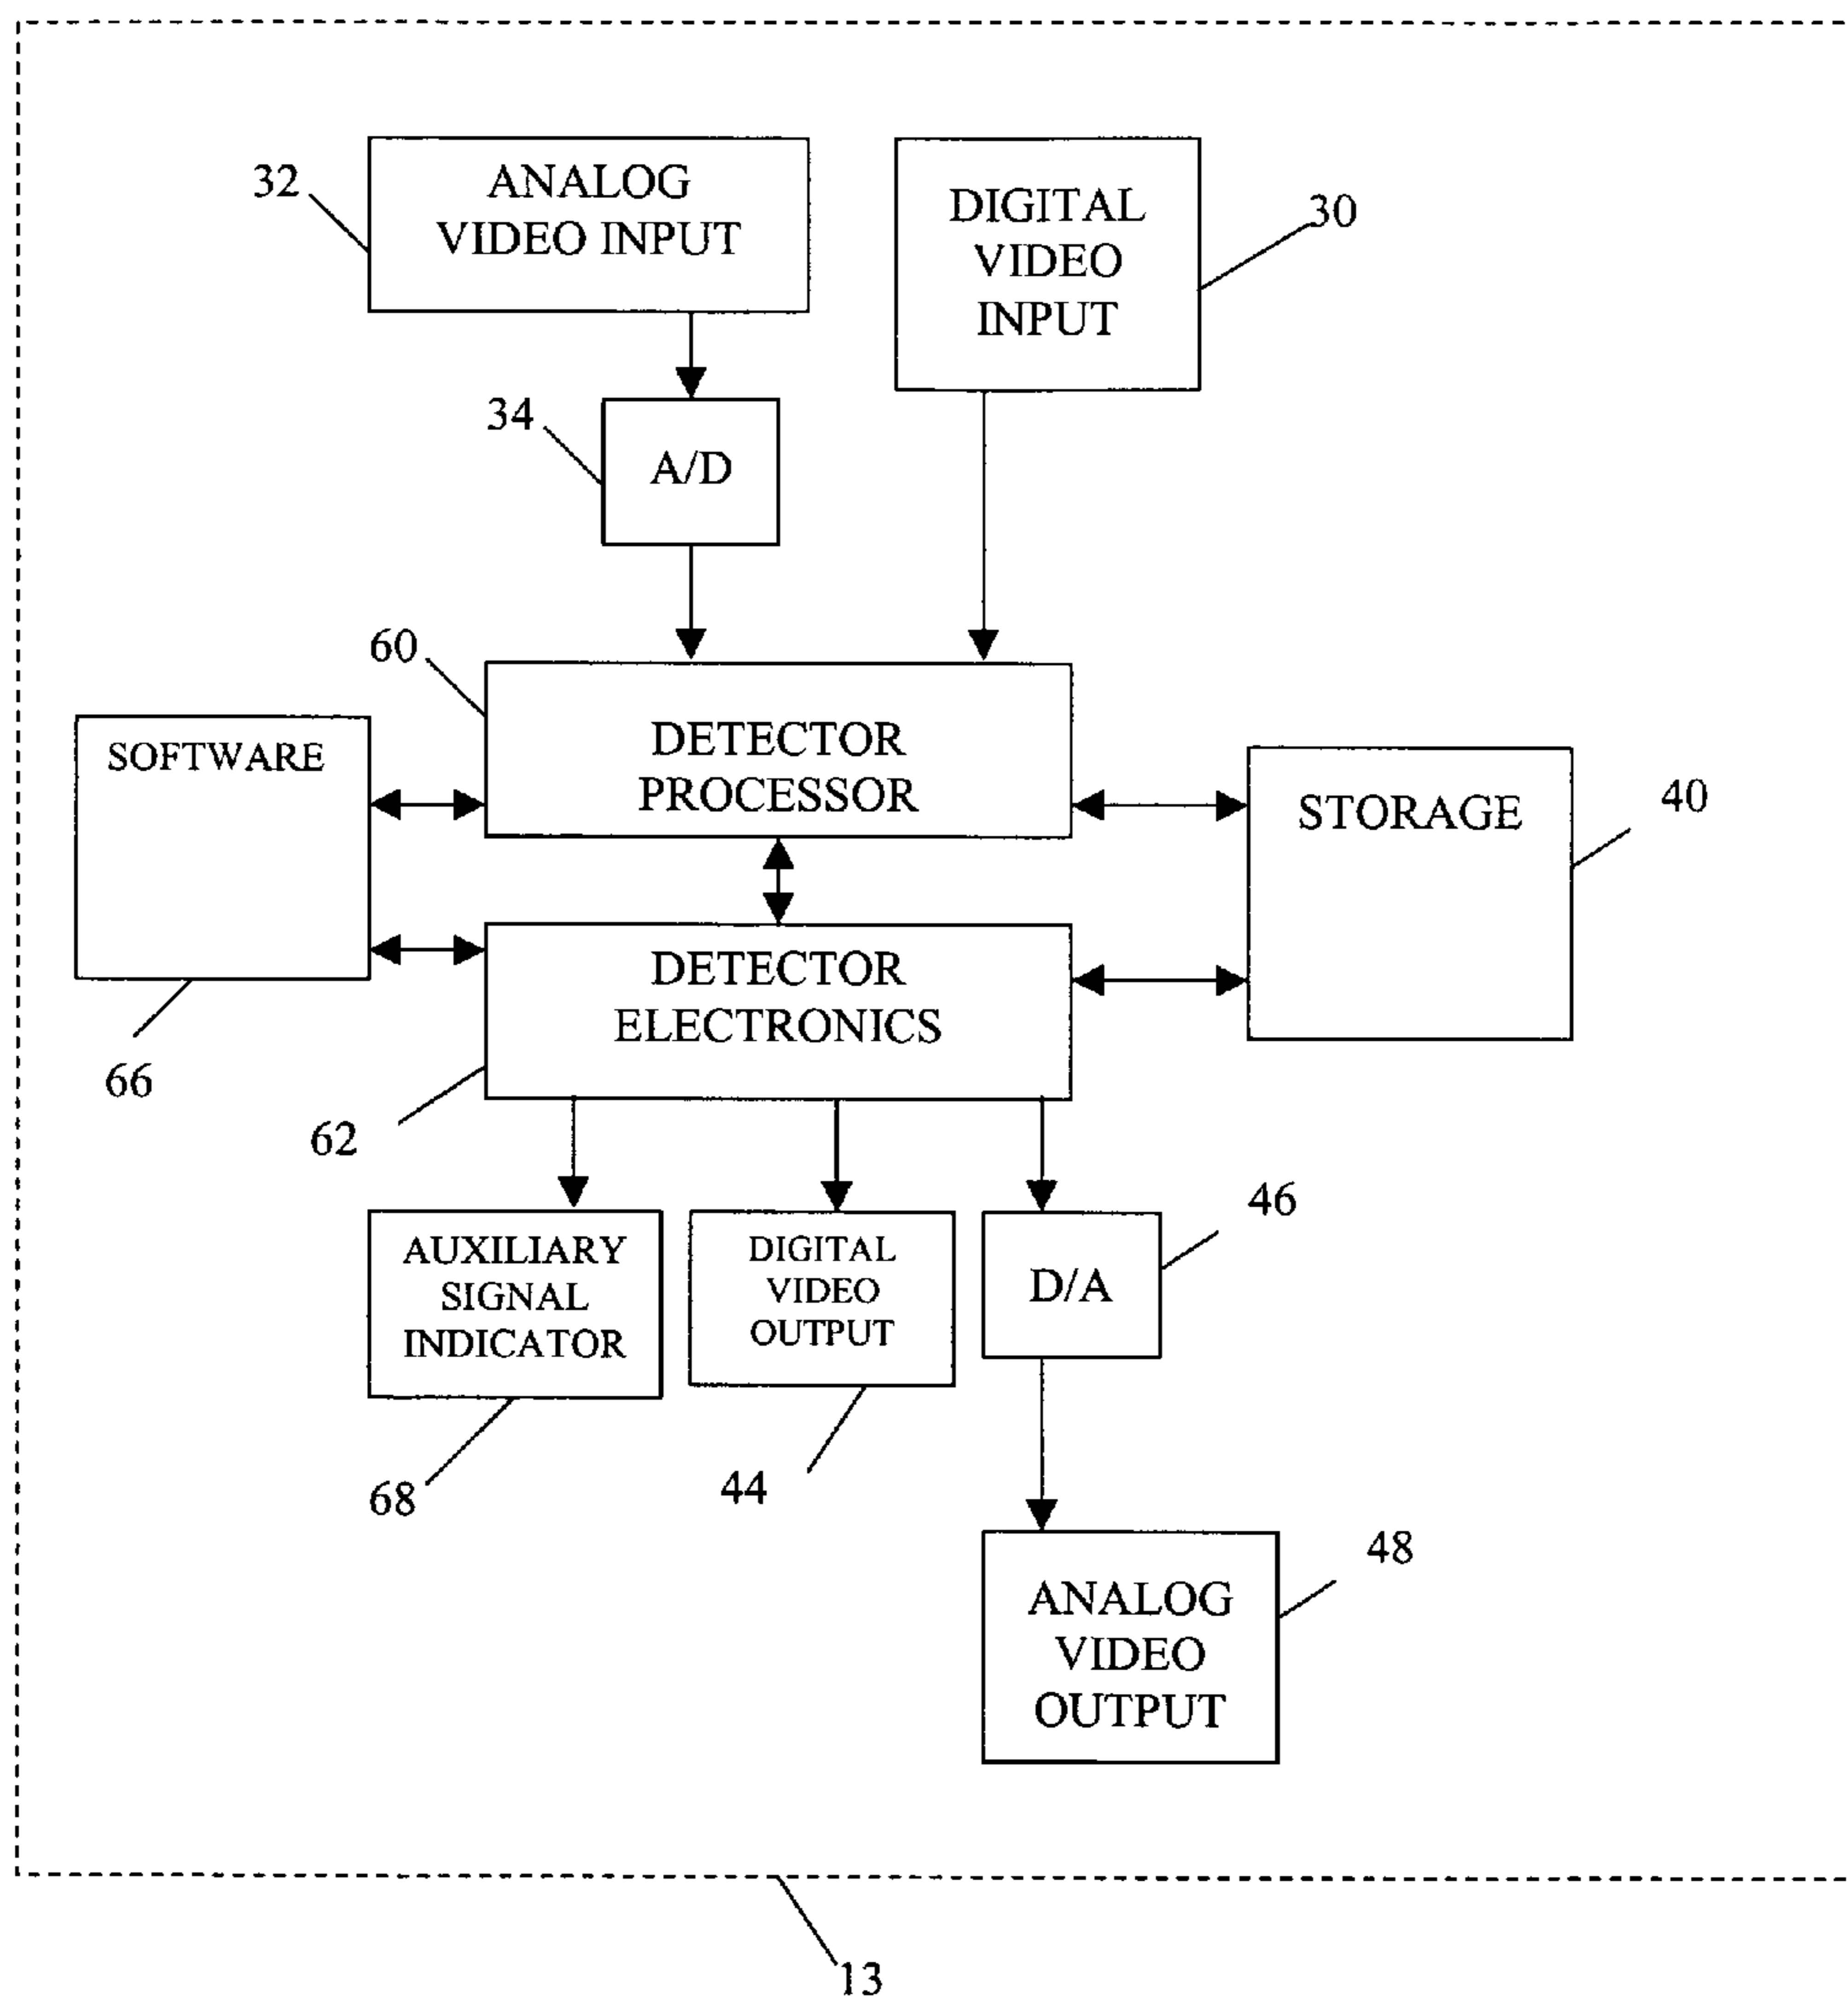 32
ANALOG
VIDEO INPUT
DIGITAL
VIDEO
INPUT
30
34
A/D
60
DETECTOR
PROCESSOR
SOFTWARE
STORAGE
40
DETECTOR
ELECTRONICS
66
62
AUXILIARY
SIGNAL
INDICATOR
DIGITAL
VIDEO
OUTPUT
D/A
46
68
44
ANALOG
VIDEO
OUTPUT
48
13